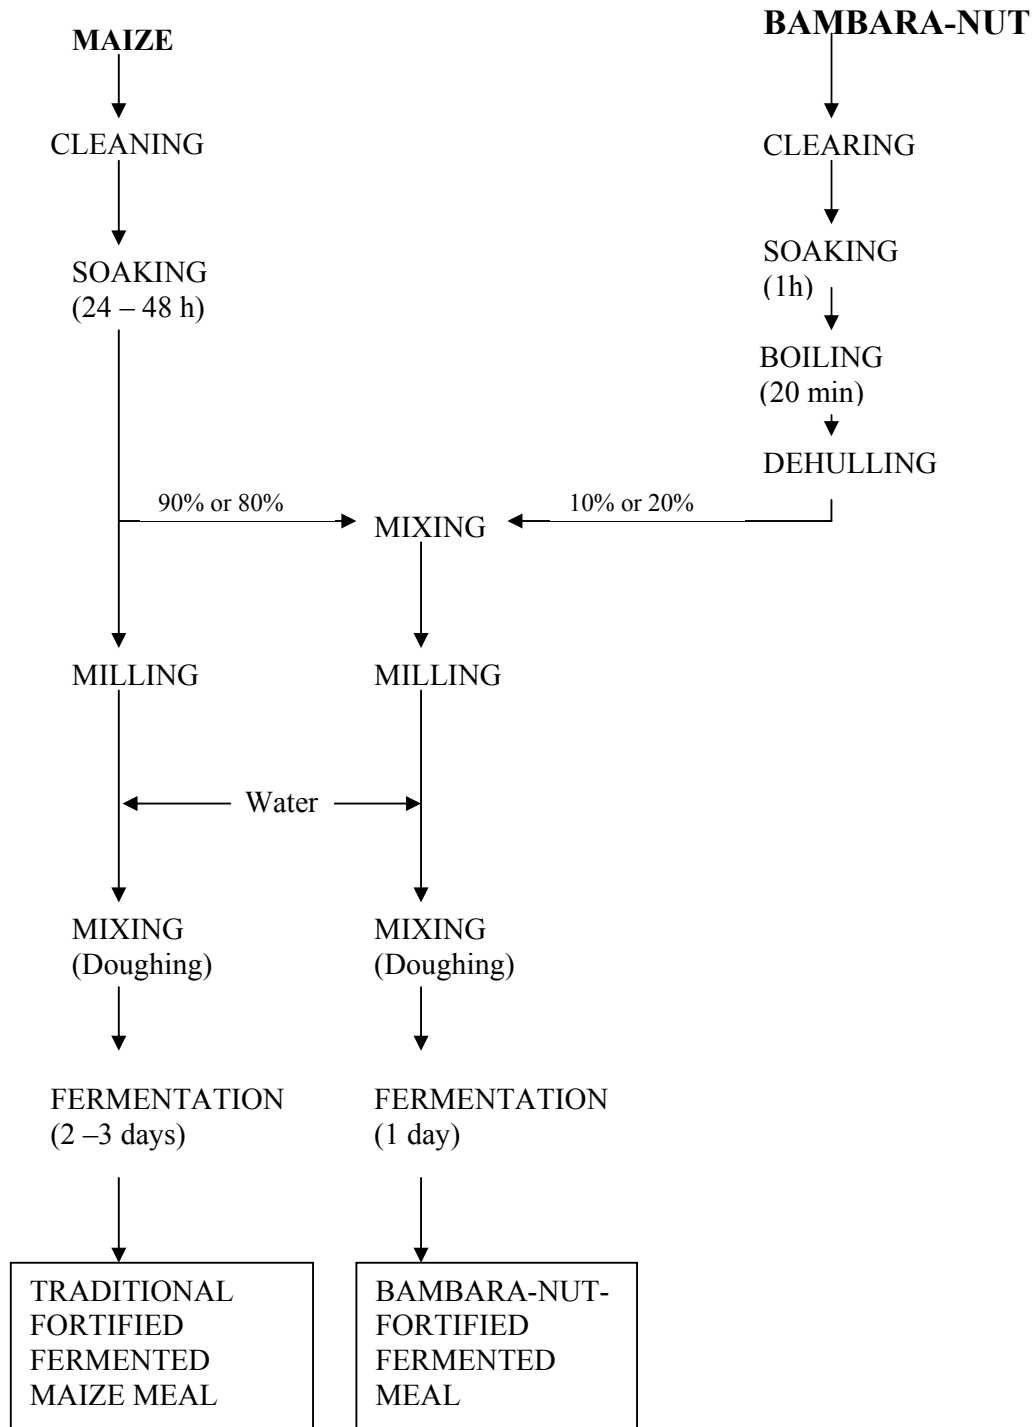 MAIZE
BAMBARA-NUT
CLEANING
CLEARING
SOAKING
(24 – 48 h)
SOAKING
(1h)
BOILING
(20 min)
DEHULLING
90% or 80%
10% or 20%
MIXING
MILLING
MILLING
Water
MIXING
(Doughing)
MIXING
(Doughing)
FERMENTATION
(2 –3 days)
FERMENTATION
(1 day)
TRADITIONAL
FORTIFIED
FERMENTED
MAIZE MEAL
BAMBARA-NUT-
FORTIFIED
FERMENTED
MEAL